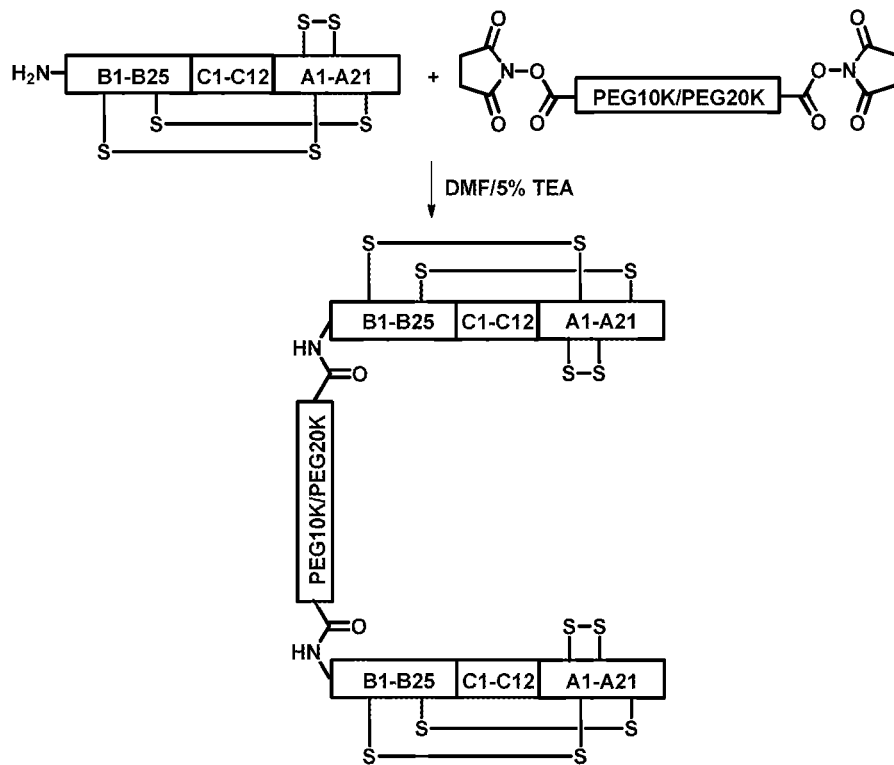 S S
H₂N B1-B25 C1-C12 A1-A21 + O N O O O PEG10K/PEG20K O O O N O
S S
S S
DMF/5% TEA
S S
S S
B1-B25 C1-C12 A1-A21
HN O S S
PEG10K/PEG20K
HN O S S
B1-B25 C1-C12 A1-A21
S S
S S